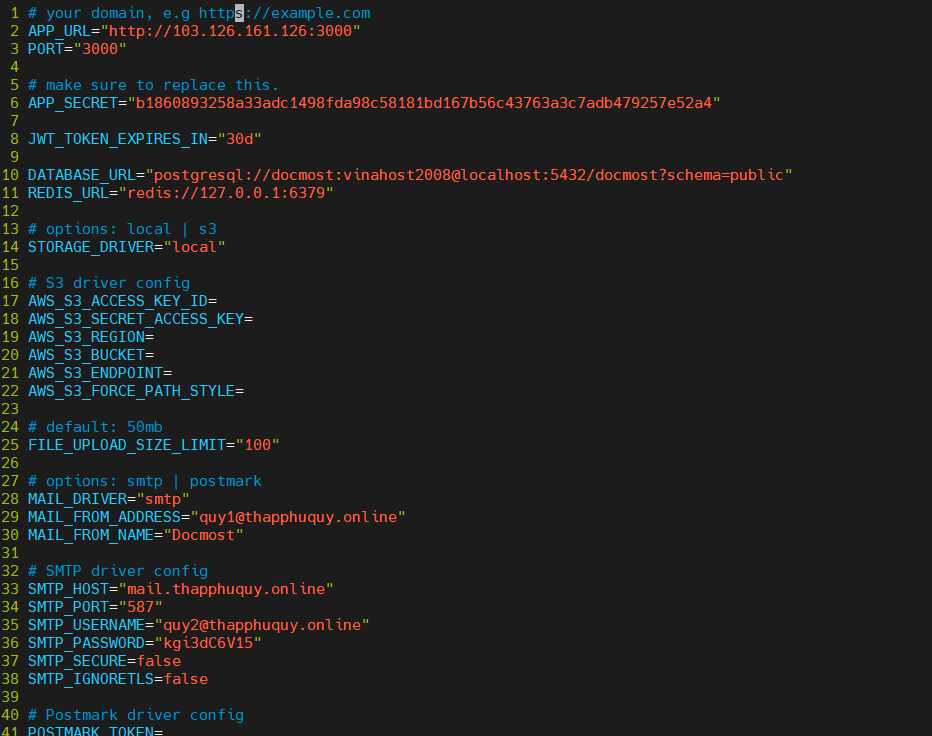 1 # your domain, e.g https://example.com
2 APP_URL="http://103.126.161.126:3000"
3 PORT="3000"
4
5 # make sure to replace this.
6 APP_SECRET="b1860893258a33adc1498fda98c58181bd167b56c43763a3c7adb479257e52a4"
7
8 JWT_TOKEN_EXPIRES_IN="30d"
9
10 DATABASE_URL="postgresql://docmost:vinahost2008@localhost:5432/docmost?schema=public"
11 REDIS_URL="redis://127.0.0.1:6379"
12
13 # options: local | s3
14 STORAGE_DRIVER="local"
15
16 # S3 driver config
17 AWS_S3_ACCESS_KEY_ID=
18 AWS_S3_SECRET_ACCESS_KEY=
19 AWS_S3_REGION=
20 AWS_S3_BUCKET=
21 AWS_S3_ENDPOINT=
22 AWS_S3_FORCE_PATH_STYLE=
23
24 # default: 50mb
25 FILE_UPLOAD_SIZE_LIMIT="100"
26
27 # options: smtp | postmark
28 MAIL_DRIVER="smtp"
29 MAIL_FROM_ADDRESS="quy1@thapphuquy.online"
30 MAIL_FROM_NAME="Docmost"
31
32 # SMTP driver config
33 SMTP_HOST="mail.thapphuquy.online"
34 SMTP_PORT="587"
35 SMTP_USERNAME="quy2@thapphuquy.online"
36 SMTP_PASSWORD="kgi3dC6V15"
37 SMTP_SECURE=false
38 SMTP_IGNORETLS=false
39
40 # Postmark driver config
41 POSTMARK_TOKEN=